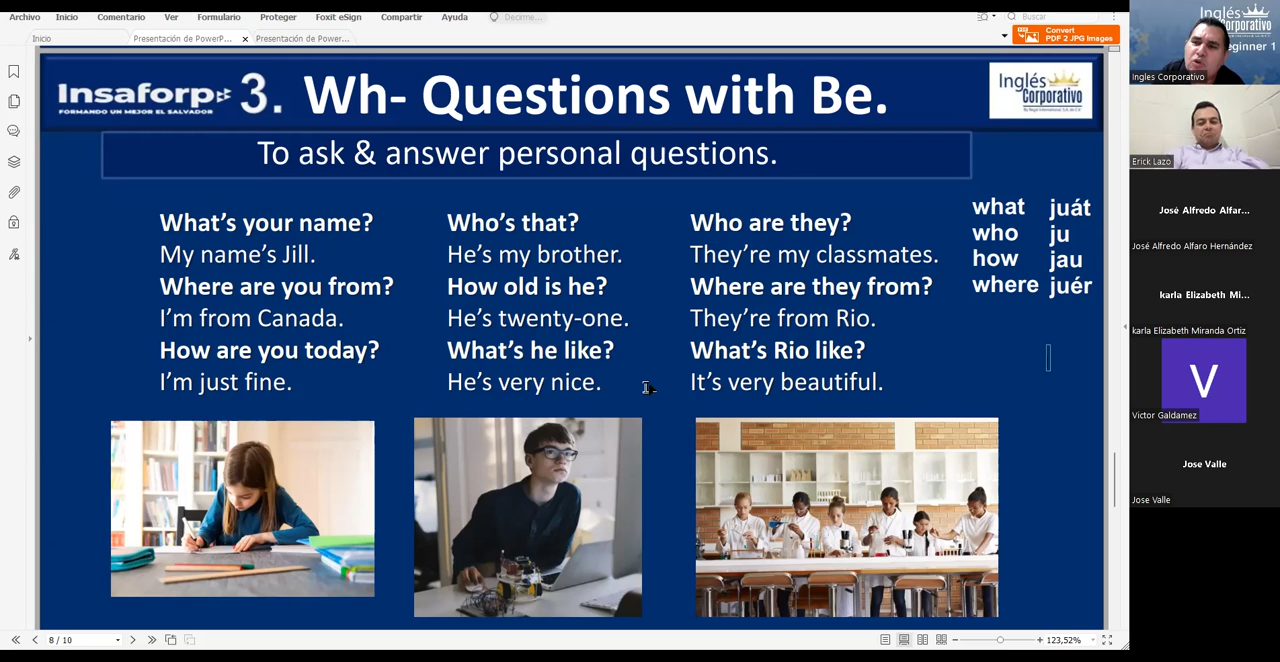 Archivo Inicio Comentario Ver Formulario Proteger Foxit eSign Compartir Ayuda Decirme... Buscar
Inicio Presentación de PowerP... Presentación de Power...
Convert
PDF 2 JPG Images
Insaforp
FORMANDO UN MEJOR EL SALVADOR
3. Wh- Questions with Be.
Inglés
Corporativo
To ask & answer personal questions.
What's your name?
My name's Jill.
Where are you from?
I'm from Canada.
How are you today?
I'm just fine.
Who's that?
He's my brother.
How old is he?
He's twenty-one.
What's he like?
He's very nice.
Who are they?
They're my classmates.
Where are they from?
They're from Rio.
What's Rio like?
It's very beautiful.
what juát
who ju
how jau
where juér
8 / 10
123,52%
Inglés
Corporativo
eginner 1
Ingles Corporativo
Erick Lazo
José Alfredo Alfar...
José Alfredo Alfaro Hernández
karla Elizabeth Mi...
karla Elizabeth Miranda Ortiz
V
Victor Galdamez
Jose Valle
Jose Valle